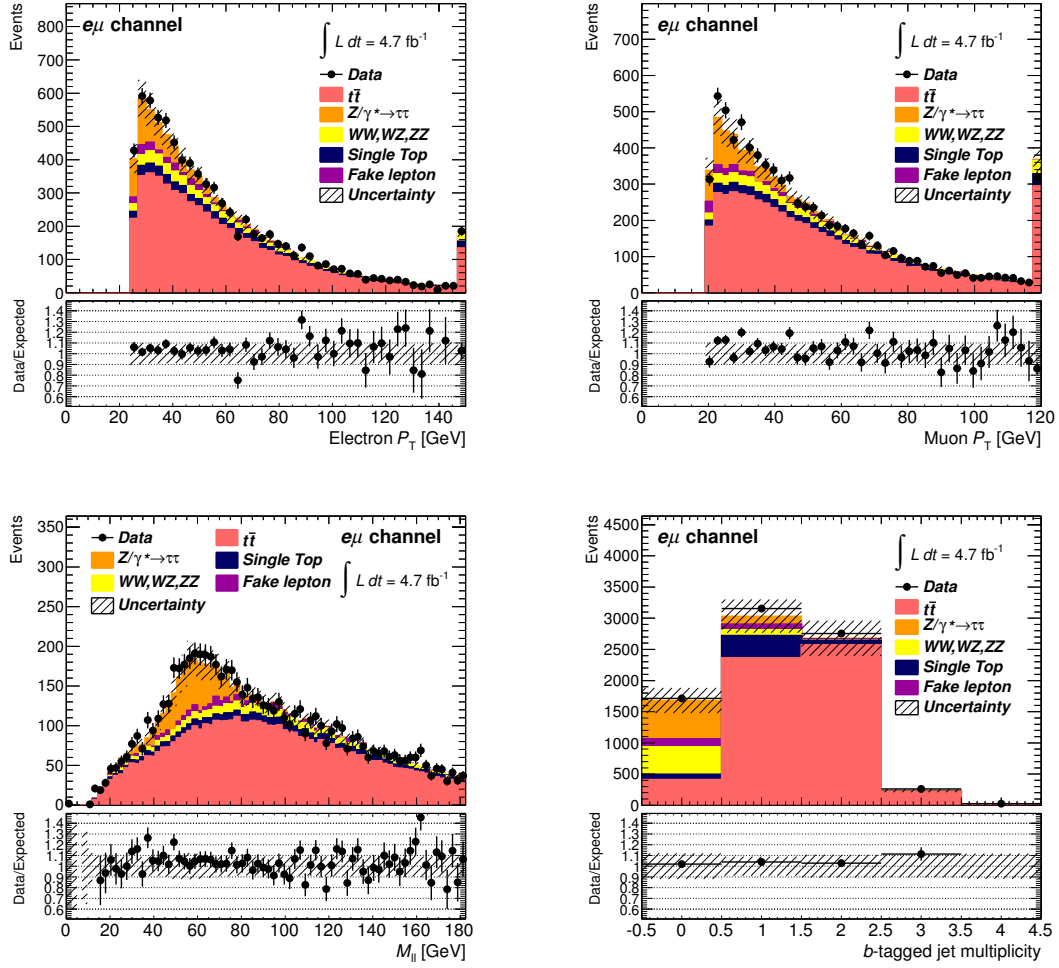 eμ channel
∫ L dt = 4.7 fb⁻¹
Data
tt̄
Z/γ*→ττ
WW,WZ,ZZ
Single Top
Fake lepton
Uncertainty
Events
800
700
600
500
400
300
200
100
0
Data/Expected
1.4
1.3
1.2
1.1
1
0.9
0.8
0.7
0.6
0 20 40 60 80 100 120 140
Electron P_T [GeV]
eμ channel
∫ L dt = 4.7 fb⁻¹
Data
tt̄
Z/γ*→ττ
WW,WZ,ZZ
Single Top
Fake lepton
Uncertainty
Events
700
600
500
400
300
200
100
0
Data/Expected
1.4
1.3
1.2
1.1
1
0.9
0.8
0.7
0.6
0 20 40 60 80 100 120
Muon P_T [GeV]
eμ channel
Data tt̄
Z/γ*→ττ Single Top
WW,WZ,ZZ Fake lepton
Uncertainty
∫ L dt = 4.7 fb⁻¹
Events
350
300
250
200
150
100
50
0
Data/Expected
1.4
1.3
1.2
1.1
1
0.9
0.8
0.7
0.6
0 20 40 60 80 100 120 140 160 180
M_ll [GeV]
eμ channel
∫ L dt = 4.7 fb⁻¹
Data
tt̄
Z/γ*→ττ
WW,WZ,ZZ
Single Top
Fake lepton
Uncertainty
Events
4500
4000
3500
3000
2500
2000
1500
1000
500
0
Data/Expected
1.4
1.3
1.2
1.1
1
0.9
0.8
0.7
0.6
-0.5 0 0.5 1 1.5 2 2.5 3 3.5 4 4.5
b-tagged jet multiplicity